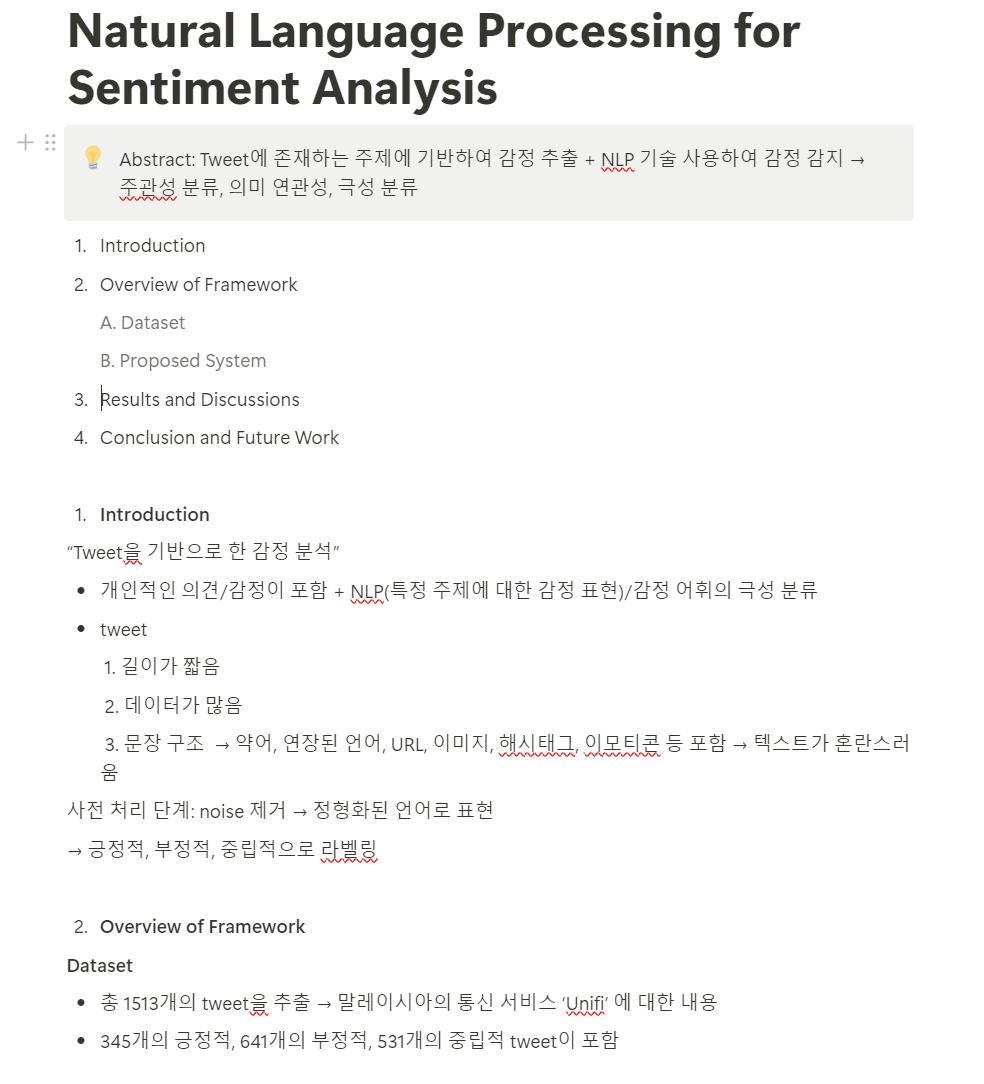 Natural Language Processing for
Sentiment Analysis
Abstract: Tweet에 존재하는 주제에 기반하여 감정 추출 + NLP 기술 사용하여 감정 감지 →
주관성 분류, 의미 연관성, 극성 분류
1. Introduction
2. Overview of Framework
A. Dataset
B. Proposed System
3. Results and Discussions
4. Conclusion and Future Work
1. Introduction
“Tweet을 기반으로 한 감정 분석”
• 개인적인 의견/감정이 포함 + NLP(특정 주제에 대한 감정 표현)/감정 어휘의 극성 분류
• tweet
1. 길이가 짧음
2. 데이터가 많음
3. 문장 구조 → 약어, 연장된 언어, URL, 이미지, 해시태그, 이모티콘 등 포함 → 텍스트가 혼란스러
움
사전 처리 단계: noise 제거 → 정형화된 언어로 표현
→ 긍정적, 부정적, 중립적으로 라벨링
2. Overview of Framework
Dataset
• 총 1513개의 tweet을 추출 → 말레이시아의 통신 서비스 ‘Unifi’ 에 대한 내용
• 345개의 긍정적, 641개의 부정적, 531개의 중립적 tweet이 포함